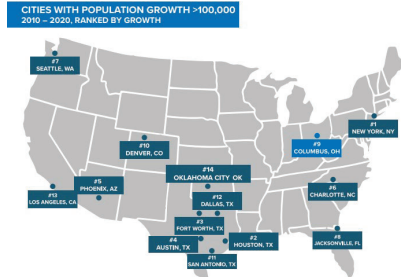 CITIES WITH POPULATION GROWTH >100,000
2010 – 2020, RANKED BY GROWTH
#7
SEATTLE, WA
#1
NEW YORK, NY
#9
COLUMBUS, OH
#10
DENVER, CO
#14
OKLAHOMA CITY OK
#5
PHOENIX, AZ
#6
CHARLOTTE, NC
#13
LOS ANGELES, CA
#12
DALLAS, TX
#3
FORT WORTH, TX
#4
AUSTIN, TX
#2
HOUSTON, TX
#8
JACKSONVILLE, FL
#11
SAN ANTONIO, TX